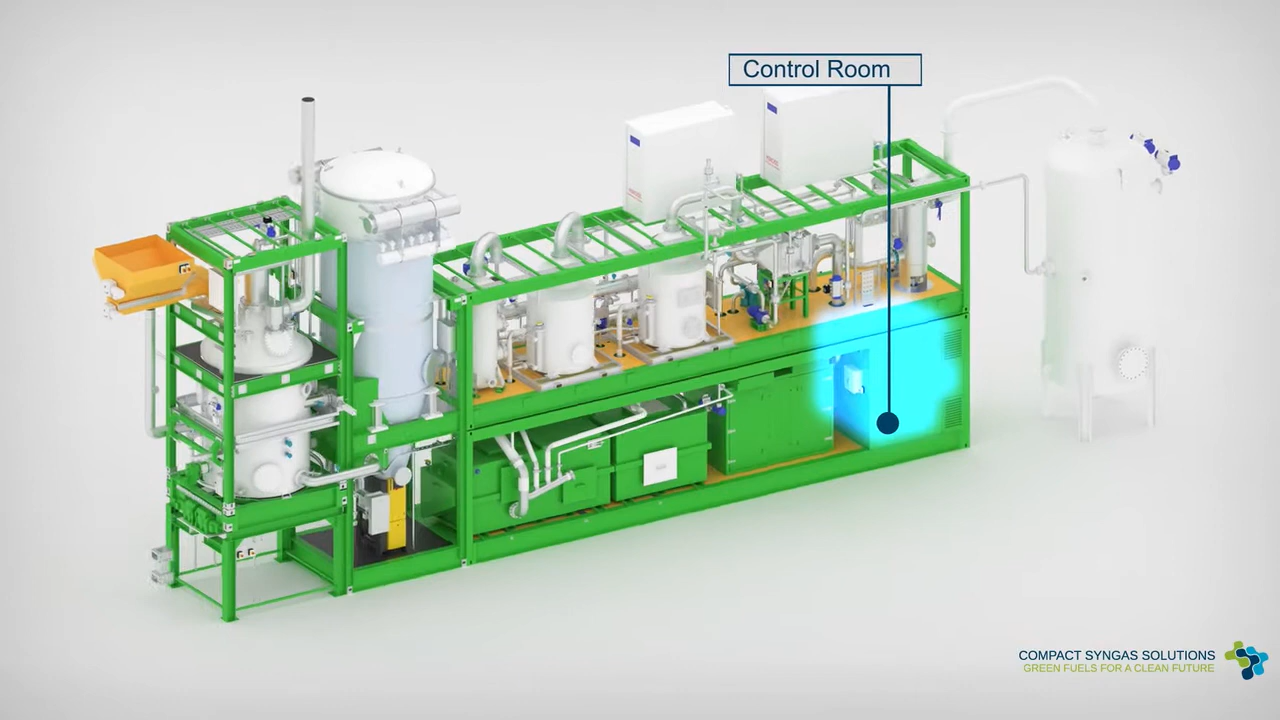 Control Room
COMPACT SYNGAS SOLUTIONS
GREEN FUELS FOR A CLEAN FUTURE